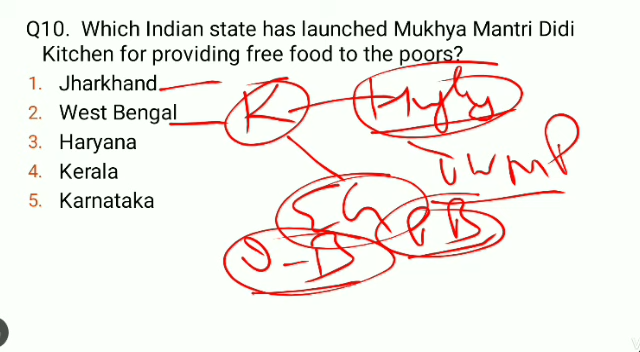 Q10. Which Indian state has launched Mukhya Mantri Didi
Kitchen for providing free food to the poors?
1. Jharkhand
2. West Bengal
3. Haryana
4. Kerala
5. Karnataka
K